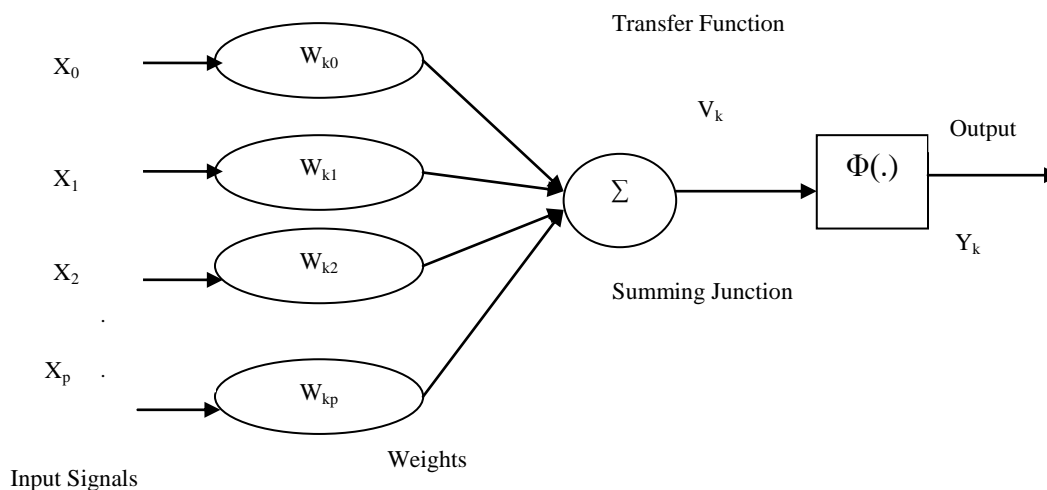 Transfer Function
X0
Wk0
Vk
Output
X1
Wk1
Σ
Φ(.)
X2
Wk2
Yk
Summing Junction
.
Xp .
Wkp
Weights
Input Signals